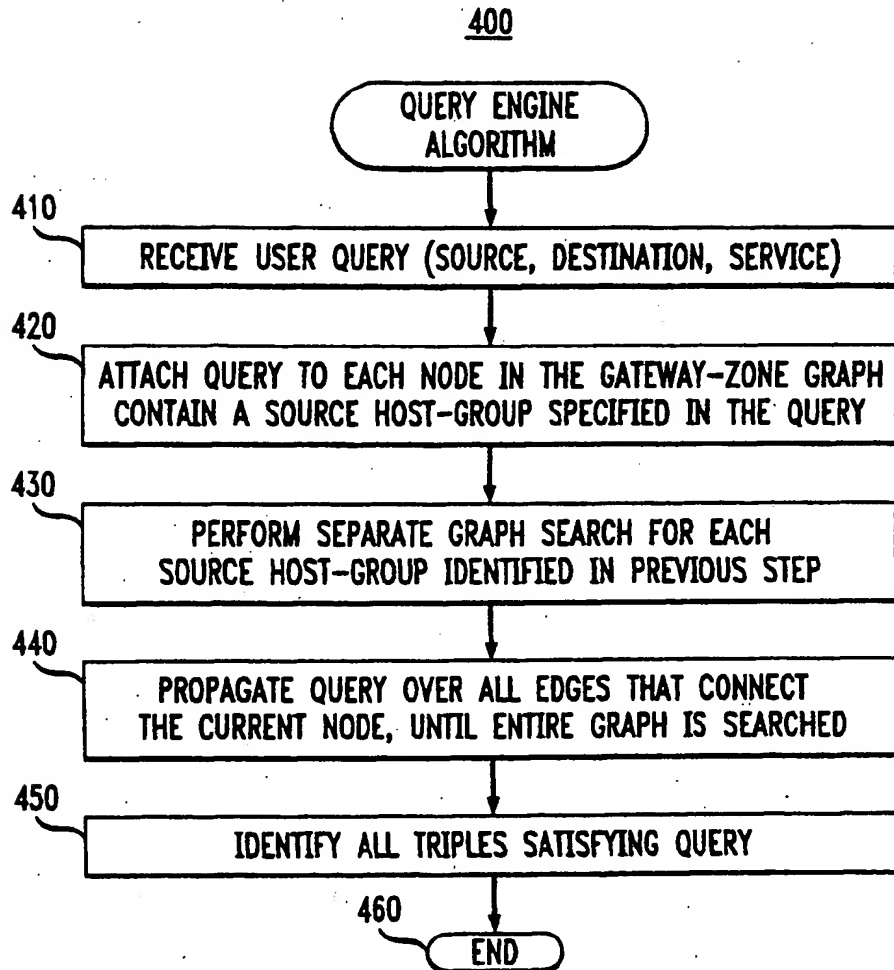 400
QUERY ENGINE
ALGORITHM
410
RECEIVE USER QUERY (SOURCE, DESTINATION, SERVICE)
420
ATTACH QUERY TO EACH NODE IN THE GATEWAY-ZONE GRAPH
CONTAIN A SOURCE HOST-GROUP SPECIFIED IN THE QUERY
430
PERFORM SEPARATE GRAPH SEARCH FOR EACH
SOURCE HOST-GROUP IDENTIFIED IN PREVIOUS STEP
440
PROPAGATE QUERY OVER ALL EDGES THAT CONNECT
THE CURRENT NODE, UNTIL ENTIRE GRAPH IS SEARCHED
450
IDENTIFY ALL TRIPLES SATISFYING QUERY
460
END